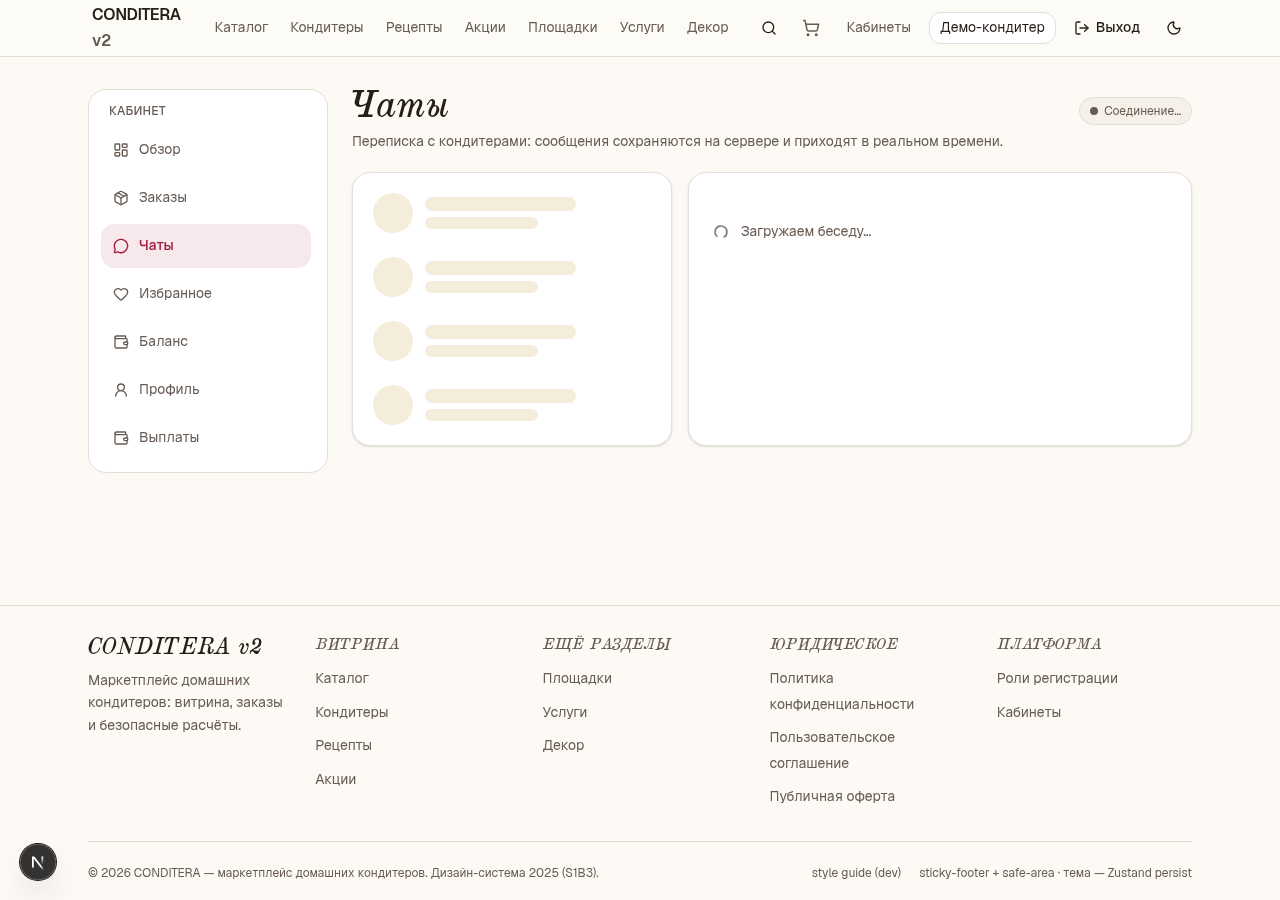 CONDITERA
v2
Каталог Кондитеры Рецепты Акции Площадки Услуги Декор Кабинеты Демо-кондитер Выход
КАБИНЕТ
Обзор
Заказы
Чаты
Избранное
Баланс
Профиль
Выплаты
Чаты
Соединение…
Переписка с кондитерами: сообщения сохраняются на сервере и приходят в реальном времени.
Загружаем беседу…
CONDITERA v2
Маркетплейс домашних
кондитеров: витрина, заказы
и безопасные расчёты.
ВИТРИНА
Каталог
Кондитеры
Рецепты
Акции
ЕЩЁ РАЗДЕЛЫ
Площадки
Услуги
Декор
ЮРИДИЧЕСКОЕ
Политика
конфиденциальности
Пользовательское
соглашение
Публичная оферта
ПЛАТФОРМА
Роли регистрации
Кабинеты
N
© 2026 CONDITERA — маркетплейс домашних кондитеров. Дизайн-система 2025 (S1B3).
style guide (dev) sticky-footer + safe-area · тема — Zustand persist